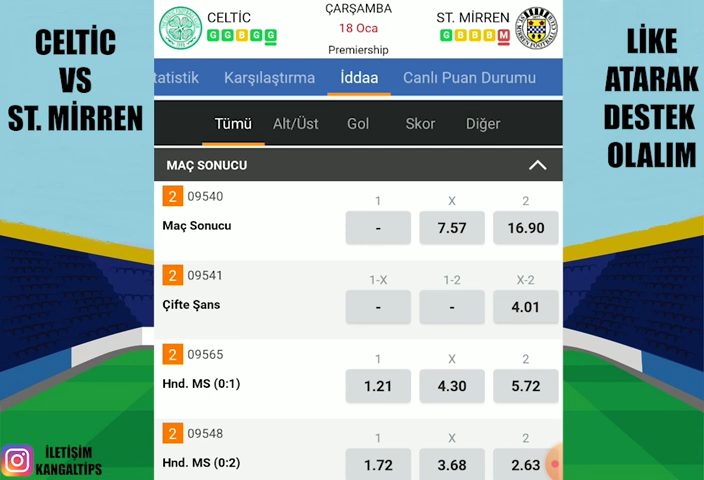 CELTİC
VS
ST. MİRREN
CELTİC
G G B G G
ÇARŞAMBA
18 Oca
Premiership
ST. MİRREN
G B B B M
LİKE
ATARAK
DESTEK
OLALIM
tatistik Karşılaştırma İddaa Canlı Puan Durumu
Tümü Alt/Üst Gol Skor Diğer
MAÇ SONUCU
2 09540 1 X 2
Maç Sonucu - 7.57 16.90
2 09541 1-X 1-2 X-2
Çifte Şans - - 4.01
2 09565 1 X 2
Hnd. MS (0:1) 1.21 4.30 5.72
2 09548 1 X 2
Hnd. MS (0:2) 1.72 3.68 2.63
İLETİŞİM
KANGALTİPS